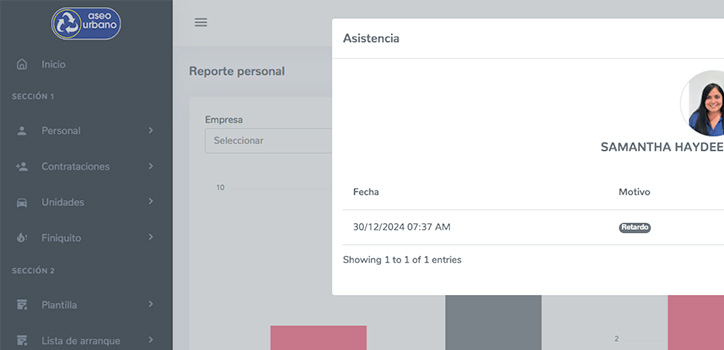 aseo
urbano
Inicio
SECCIÓN 1
Personal
Contrataciones
Unidades
Finiquito
SECCIÓN 2
Plantilla
Lista de arranque
Reporte personal
Empresa
Seleccionar
10
2
Asistencia
SAMANTHA HAYDEE
Fecha Motivo
30/12/2024 07:37 AM Retardo
Showing 1 to 1 of 1 entries